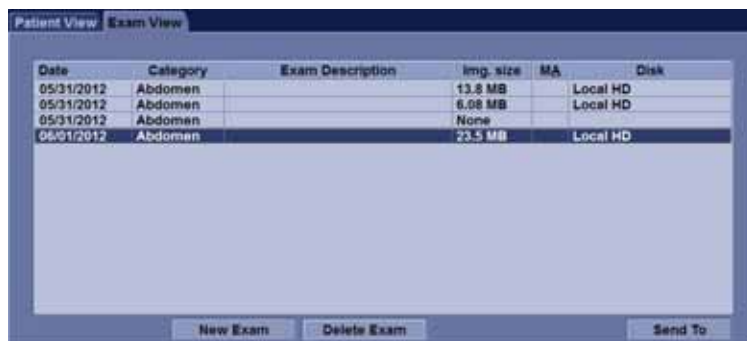 Patient View Exam View
Date Category Exam Description Img. size MA Disk
05/31/2012 Abdomen 13.8 MB Local HD
05/31/2012 Abdomen 6.08 MB Local HD
05/31/2012 Abdomen None
06/01/2012 Abdomen 23.5 MB Local HD
New Exam Delete Exam Send To